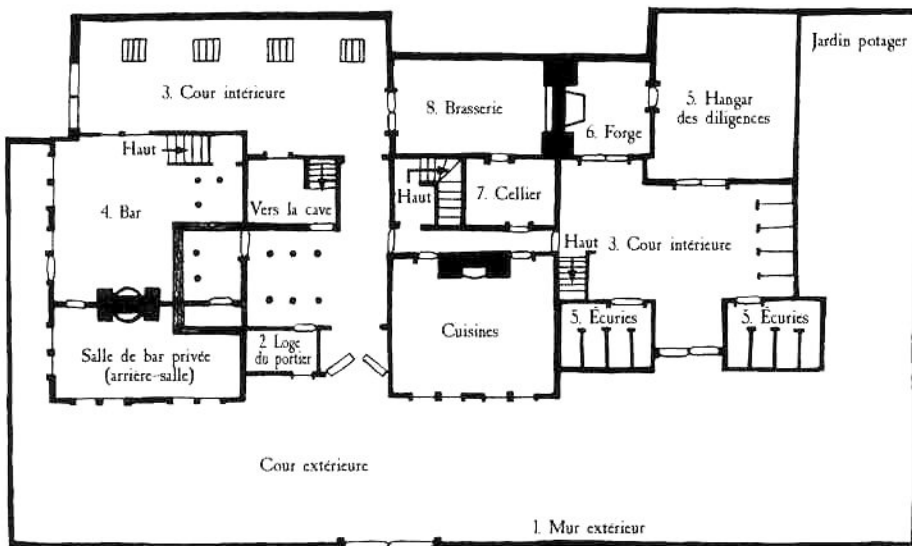 Jardin potager
3. Cour intérieure
8. Brasserie
5. Hangar
des diligences
6. Forge
Haut
4. Bar
Vers la cave
Haut
7. Cellier
Haut
3. Cour intérieure
5. Écuries
5. Écuries
Cuisines
2. Loge
du portier
Salle de bar privée
(arrière-salle)
Cour extérieure
1. Mur extérieur